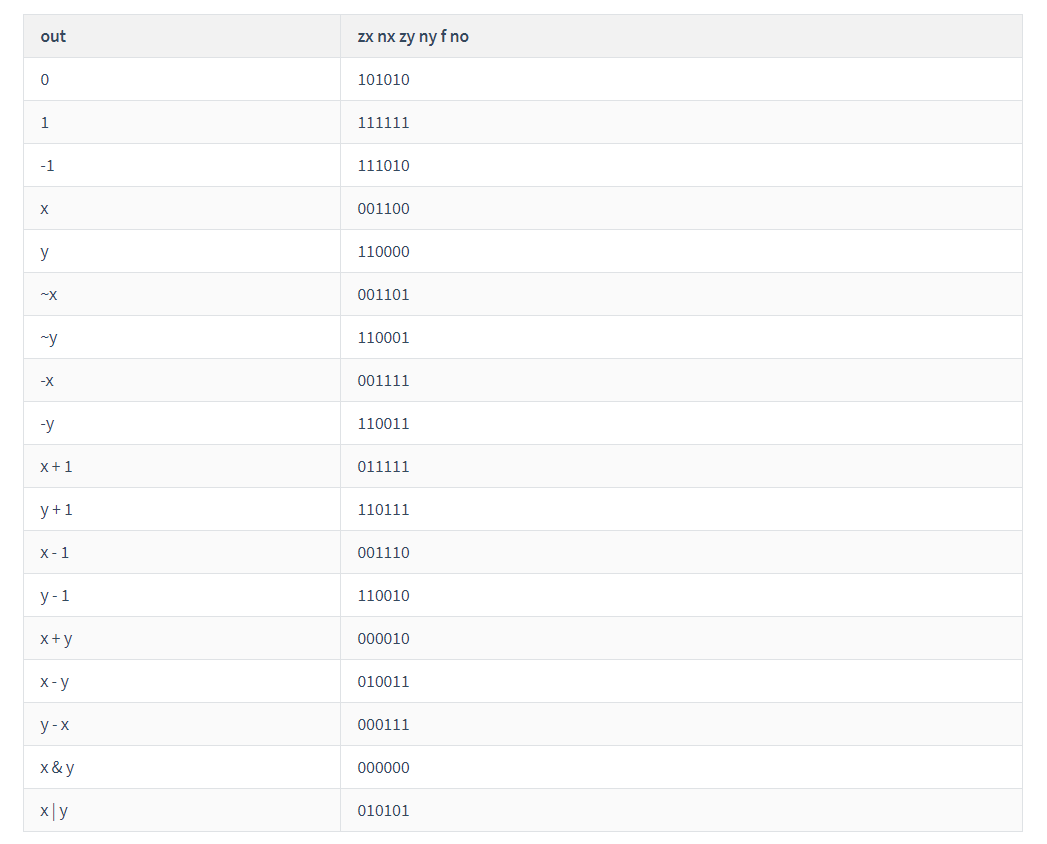 out zx nx zy ny f no
0 101010
1 111111
-1 111010
x 001100
y 110000
~x 001101
~y 110001
-x 001111
-y 110011
x + 1 011111
y + 1 110111
x - 1 001110
y - 1 110010
x + y 000010
x - y 010011
y - x 000111
x & y 000000
x | y 010101